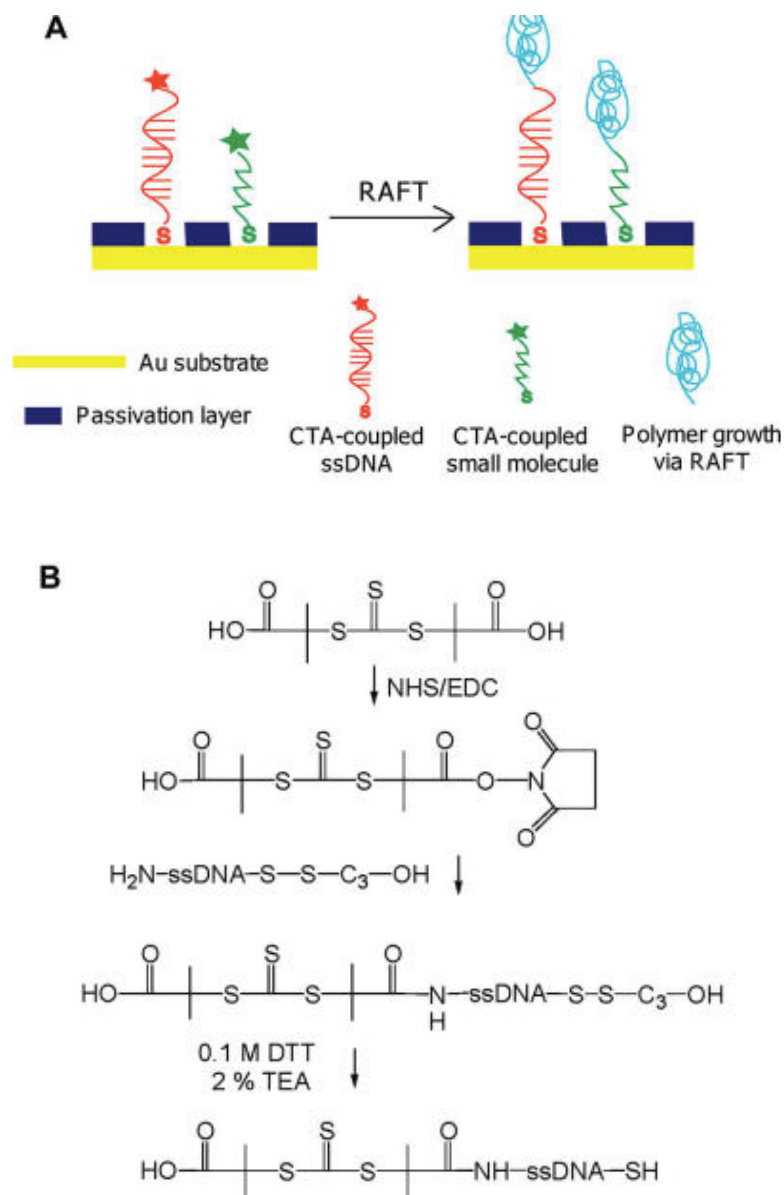 A
RAFT
S S S S
Au substrate
Passivation layer
S
S
CTA-coupled
ssDNA
CTA-coupled
small molecule
Polymer growth
via RAFT
B
O S O
HO S S OH
NHS/EDC
O S O O
HO S S O N
O
H₂N-ssDNA-S-S-C₃-OH
O S O
HO S S N-ssDNA-S-S-C₃-OH
H
0.1 M DTT
2 % TEA
O S O
HO S S NH-ssDNA-SH